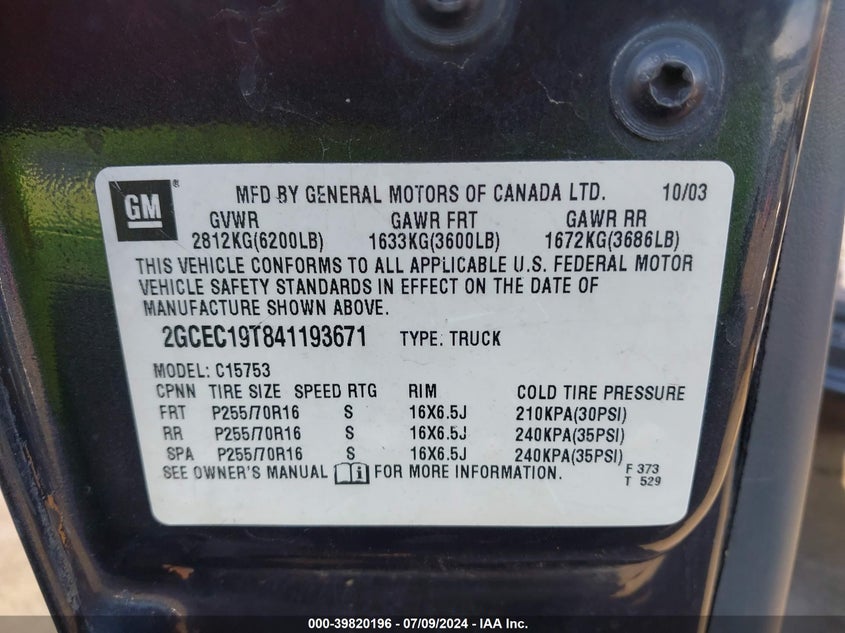 GM ® MFD BY GENERAL MOTORS OF CANADA LTD. 10/03
GVWR GAWR FRT GAWR RR
2812KG(6200LB) 1633KG(3600LB) 1672KG(3686LB)
THIS VEHICLE CONFORMS TO ALL APPLICABLE U.S. FEDERAL MOTOR
VEHICLE SAFETY STANDARDS IN EFFECT ON THE DATE OF
MANUFACTURE SHOWN ABOVE.
2GCEC19T841193671 TYPE: TRUCK
MODEL: C15753
CPNN TIRE SIZE SPEED RTG RIM COLD TIRE PRESSURE
FRT P255/70R16 S 16X6.5J 210KPA(30PSI)
RR P255/70R16 S 16X6.5J 240KPA(35PSI)
SPA P255/70R16 S 16X6.5J 240KPA(35PSI)
SEE OWNER'S MANUAL i FOR MORE INFORMATION. F 373
T 529
000-39820196 - 07/09/2024 - IAA Inc.